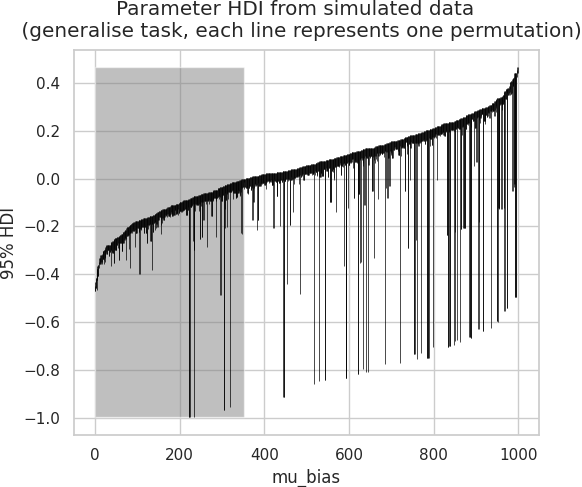 Parameter HDI from simulated data
(generalise task, each line represents one permutation)
0.4
0.2
0.0
−0.2
−0.4
−0.6
−0.8
−1.0
95% HDI
0 200 400 600 800 1000
mu_bias